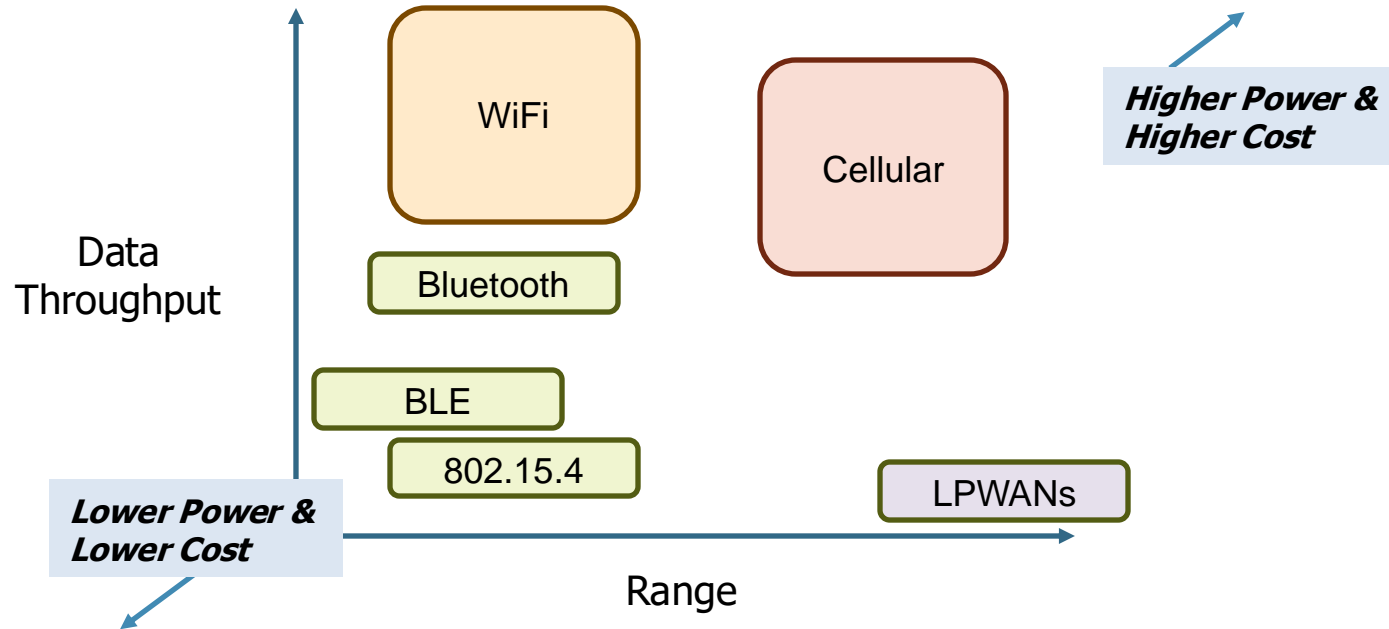 WiFi
Higher Power &
Higher Cost
Cellular
Data
Throughput
Bluetooth
BLE
802.15.4
LPWANs
Lower Power &
Lower Cost
Range